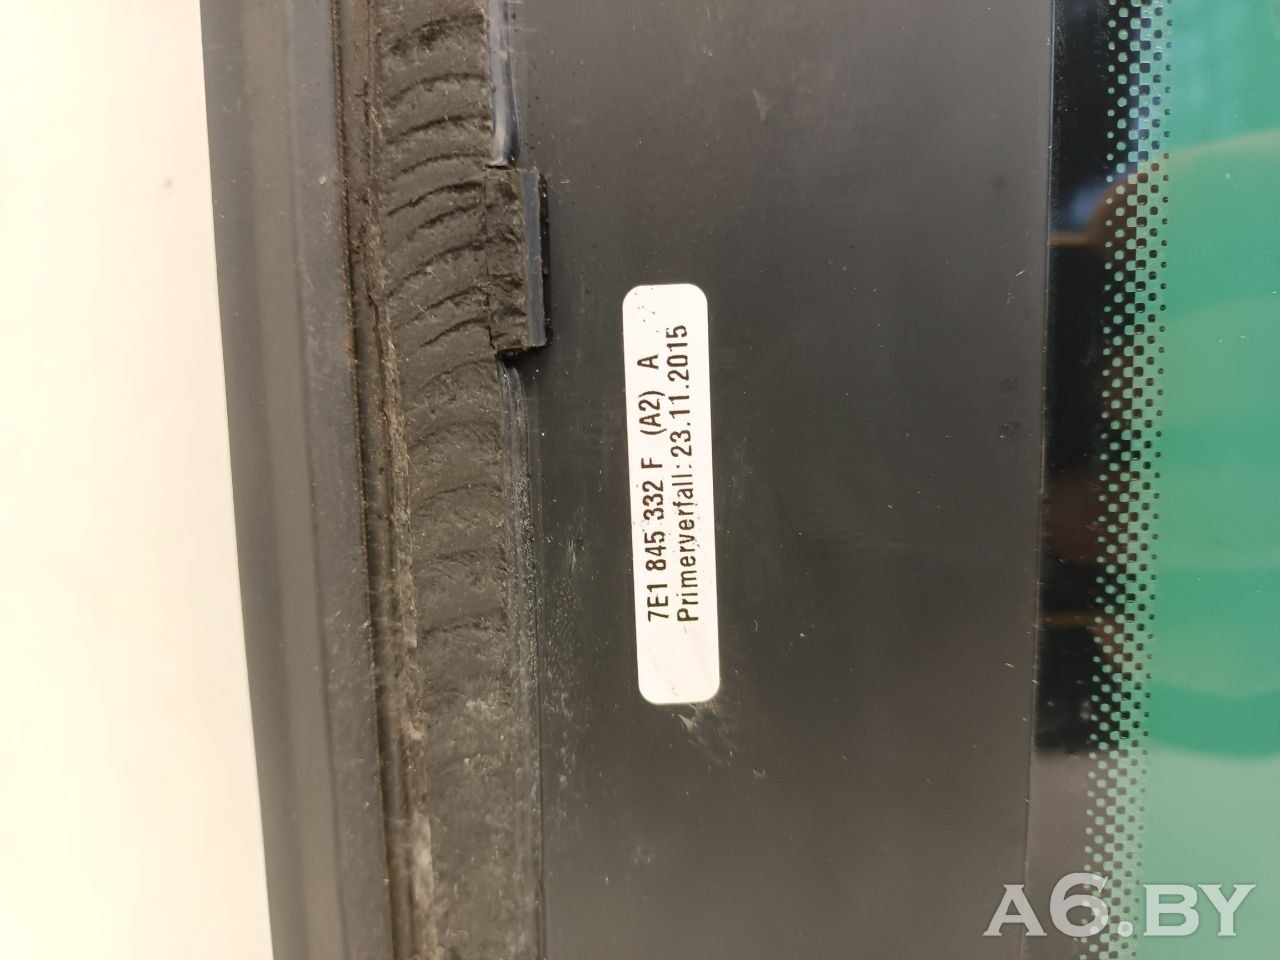 7E1 845 332 F (A2) A
Primerverfall: 23.11.2015
A6.BY